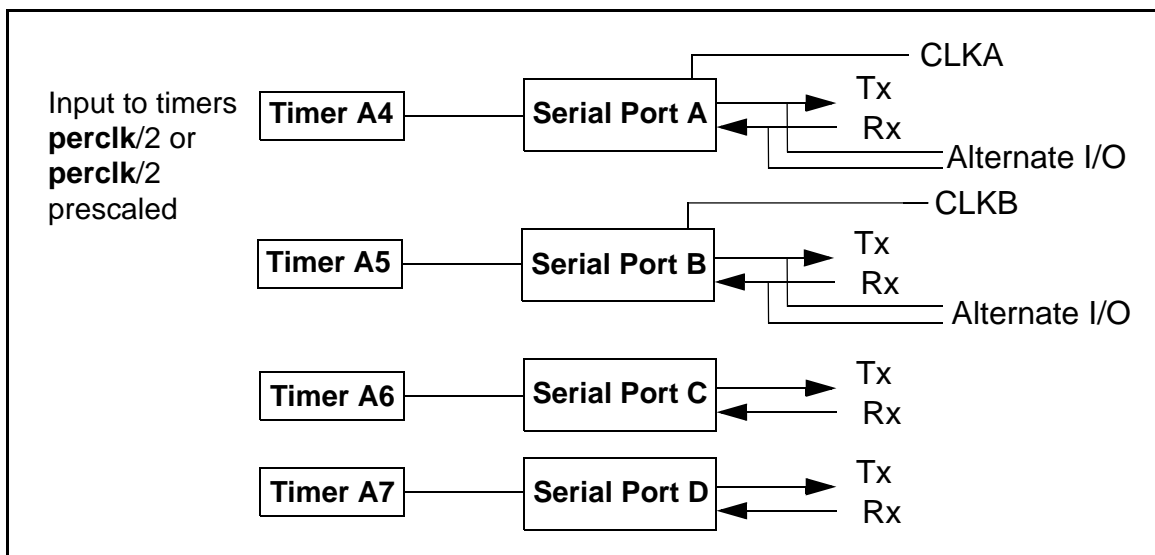 Input to timers
perclk/2 or
perclk/2
prescaled
Timer A4
Serial Port A
CLKA
Tx
Rx
Alternate I/O
Timer A5
Serial Port B
CLKB
Tx
Rx
Alternate I/O
Timer A6
Serial Port C
Tx
Rx
Timer A7
Serial Port D
Tx
Rx